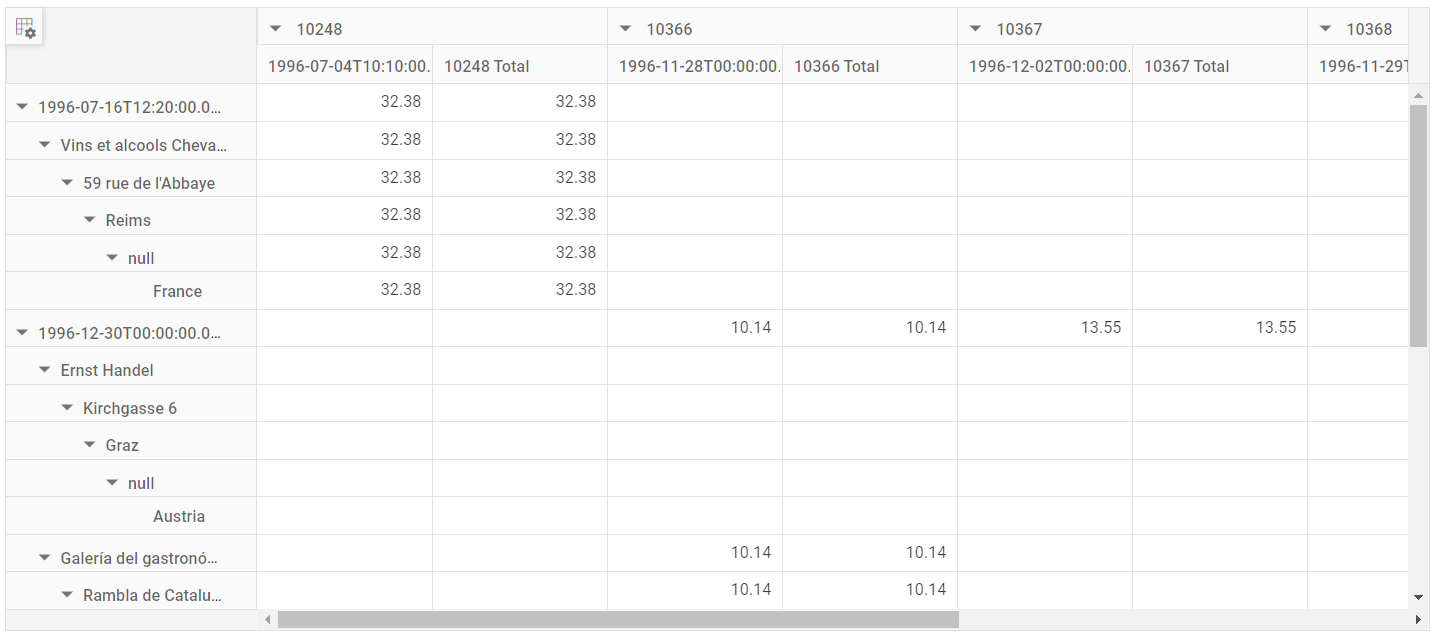 10248 10366 10367 10368
1996-07-04T10:10:00. 10248 Total 1996-11-28T00:00:00. 10366 Total 1996-12-02T00:00:00. 10367 Total 1996-11-29T
1996-07-16T12:20:00.0... 32.38 32.38
Vins et alcools Cheva... 32.38 32.38
59 rue de l'Abbaye 32.38 32.38
Reims 32.38 32.38
null 32.38 32.38
France 32.38 32.38
1996-12-30T00:00:00.0... 10.14 10.14 13.55 13.55
Ernst Handel
Kirchgasse 6
Graz
null
Austria
Galería del gastronó... 10.14 10.14
Rambla de Catalu... 10.14 10.14